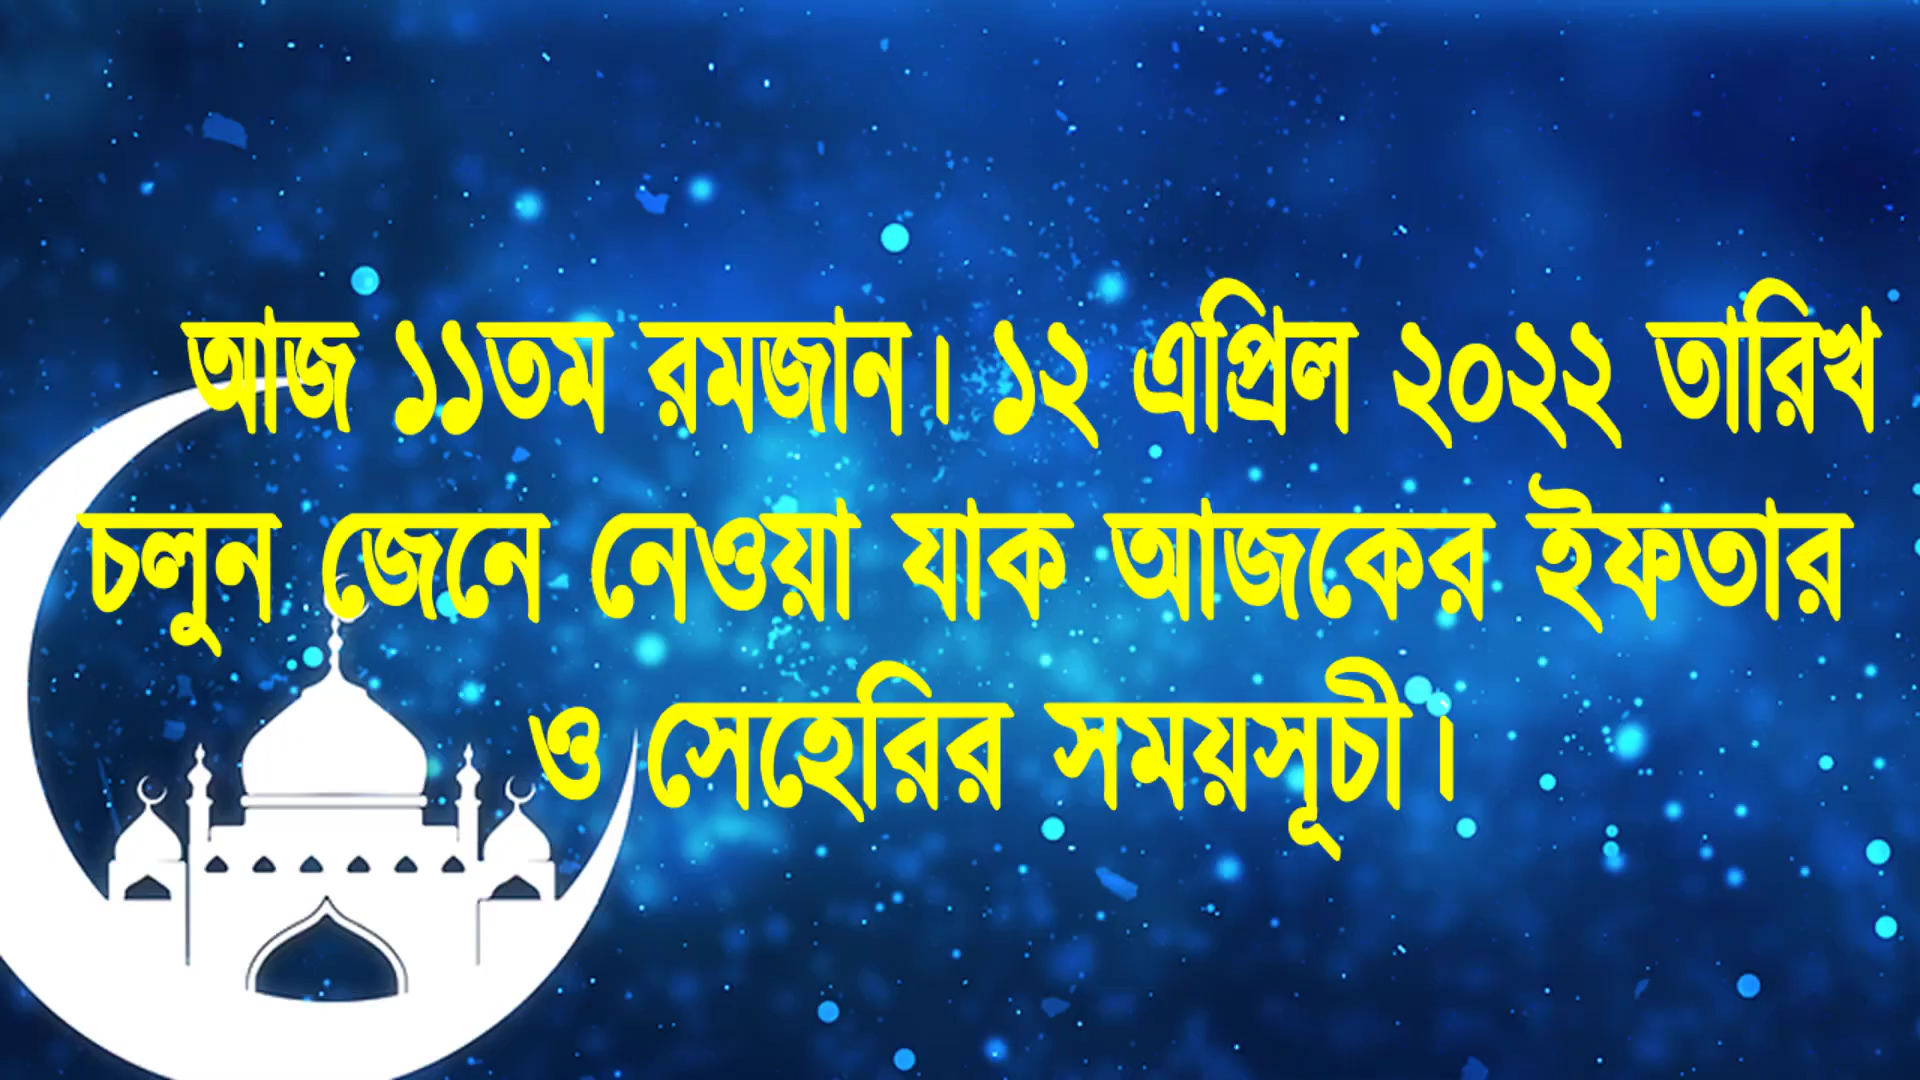 আজ ১১তম রমজান। ১২ এপ্রিল ২০২২ তারিখ
চলুন জেনে নেওয়া যাক আজকের ইফতার
ও সেহেরির সময়সূচী।